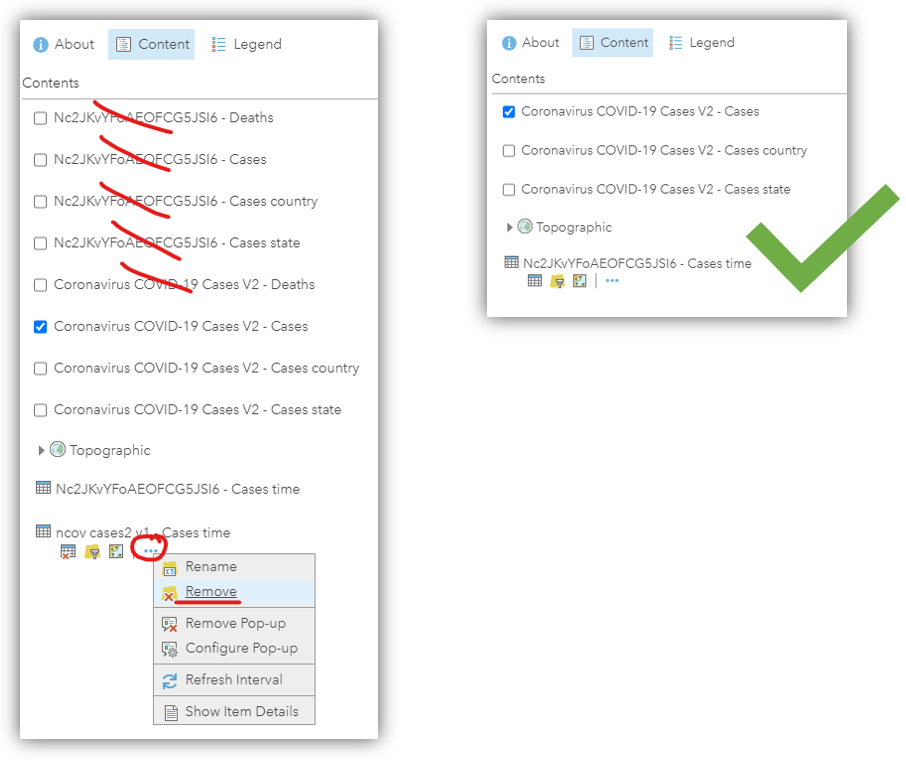 About Content Legend
Contents
Nc2JKvYFoAEOFCG5JSI6 - Deaths
Nc2JKvYFoAEOFCG5JSI6 - Cases
Nc2JKvYFoAEOFCG5JSI6 - Cases country
Nc2JKvYFoAEOFCG5JSI6 - Cases state
Coronavirus COVID-19 Cases V2 - Deaths
Coronavirus COVID-19 Cases V2 - Cases
Coronavirus COVID-19 Cases V2 - Cases country
Coronavirus COVID-19 Cases V2 - Cases state
Topographic
Nc2JKvYFoAEOFCG5JSI6 - Cases time
ncov cases2 v1 - Cases time
Rename
Remove
Remove Pop-up
Configure Pop-up
Refresh Interval
Show Item Details
About Content Legend
Contents
Coronavirus COVID-19 Cases V2 - Cases
Coronavirus COVID-19 Cases V2 - Cases country
Coronavirus COVID-19 Cases V2 - Cases state
Topographic
Nc2JKvYFoAEOFCG5JSI6 - Cases time